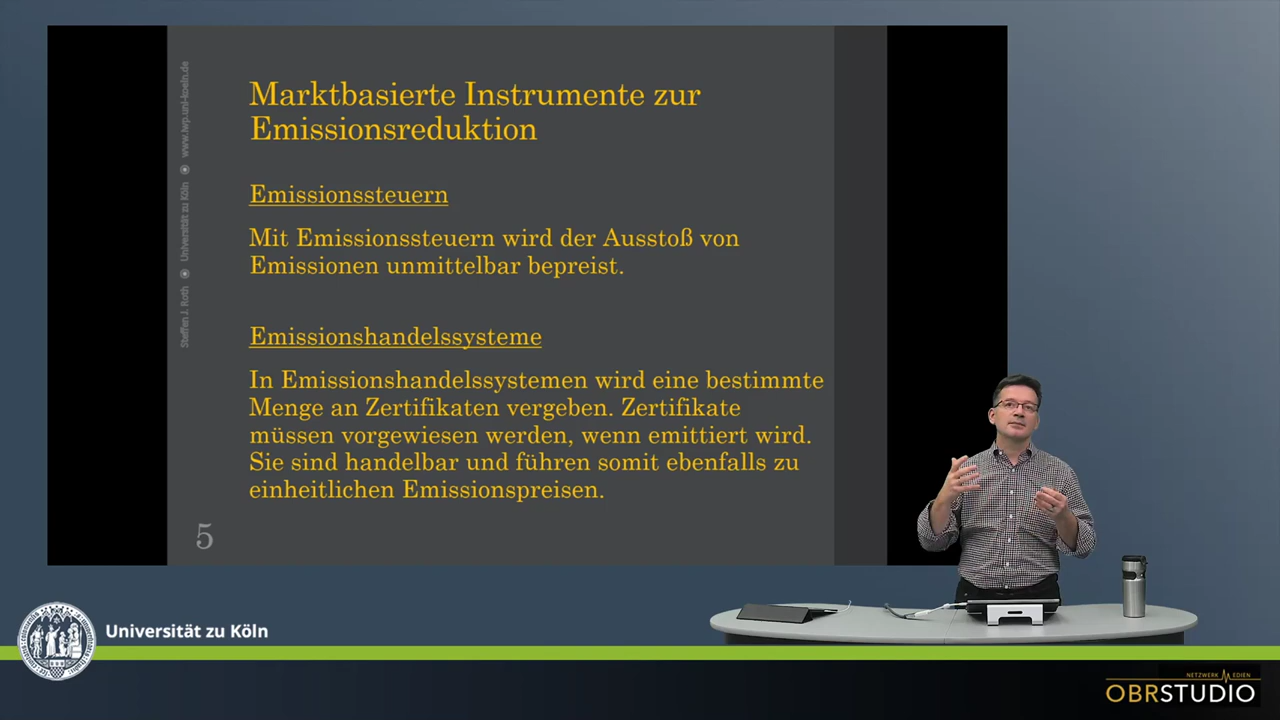 Marktbasierte Instrumente zur
Emissionsreduktion
Emissionssteuern
Mit Emissionssteuern wird der Ausstoß von
Emissionen unmittelbar bepreist.
Emissionshandelssysteme
In Emissionshandelssystemen wird eine bestimmte
Menge an Zertifikaten vergeben. Zertifikate
müssen vorgewiesen werden, wenn emittiert wird.
Sie sind handelbar und führen somit ebenfalls zu
einheitlichen Emissionspreisen.
5
Steffen J. Roth ● Universität zu Köln ● www.iwp.uni-koeln.de
Universität zu Köln
NETZWERK MEDIEN
OBRSTUDIO